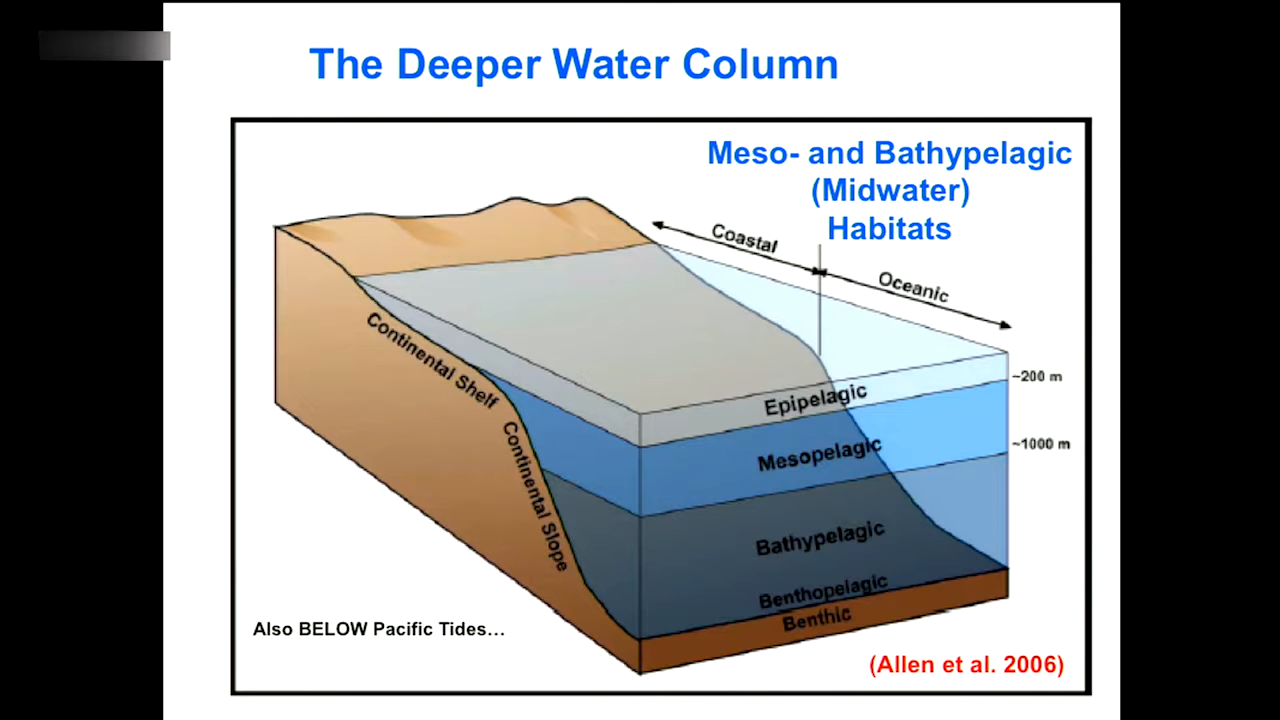 The Deeper Water Column
Meso- and Bathypelagic
(Midwater)
Habitats
Coastal
Oceanic
Continental Shelf
Continental Slope
~200 m
Epipelagic
~1000 m
Mesopelagic
Bathypelagic
Benthopelagic
Benthic
Also BELOW Pacific Tides…
(Allen et al. 2006)